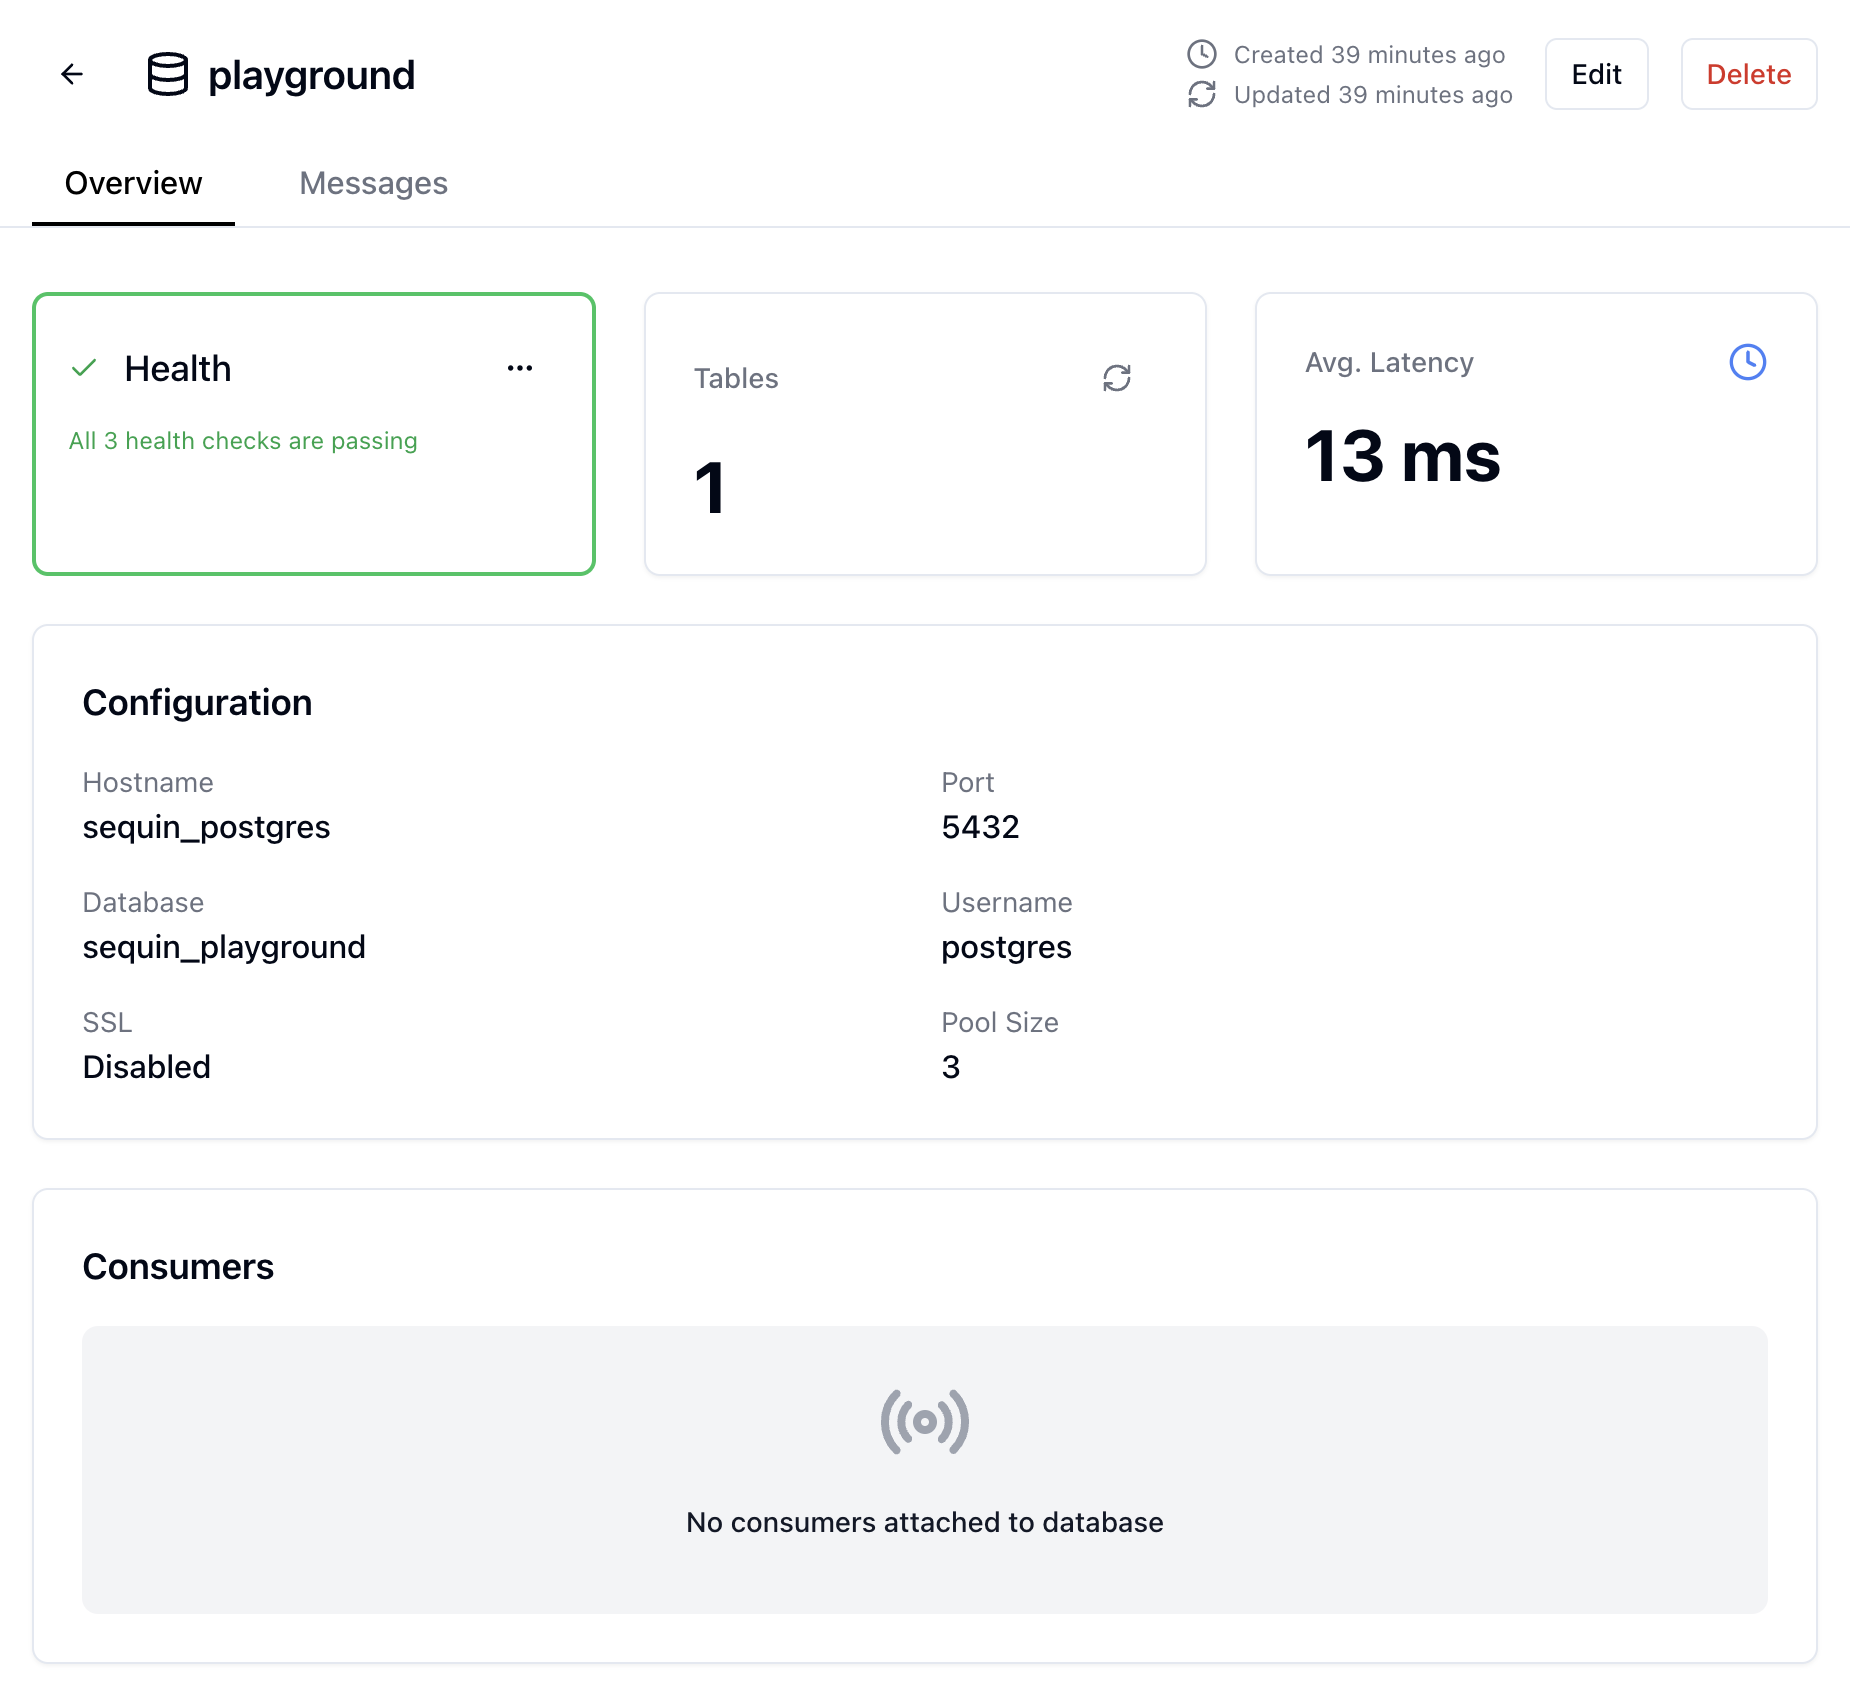 playground
Created 39 minutes ago
Updated 39 minutes ago
Edit
Delete
Overview
Messages
Health
All 3 health checks are passing
Tables
1
Avg. Latency
13 ms
Configuration
Hostname
sequin_postgres
Port
5432
Database
sequin_playground
Username
postgres
SSL
Disabled
Pool Size
3
Consumers
No consumers attached to database